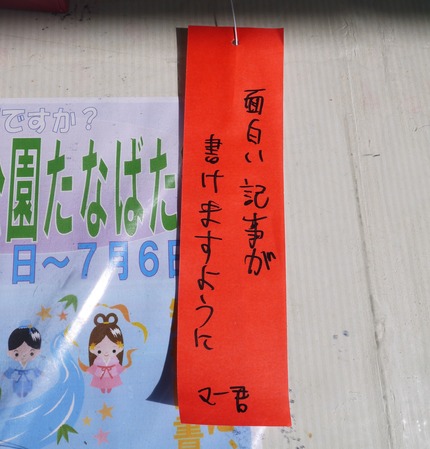 面白い記事が
書けますように
マー君
ですか？
園たなばた
日～7月6日
書